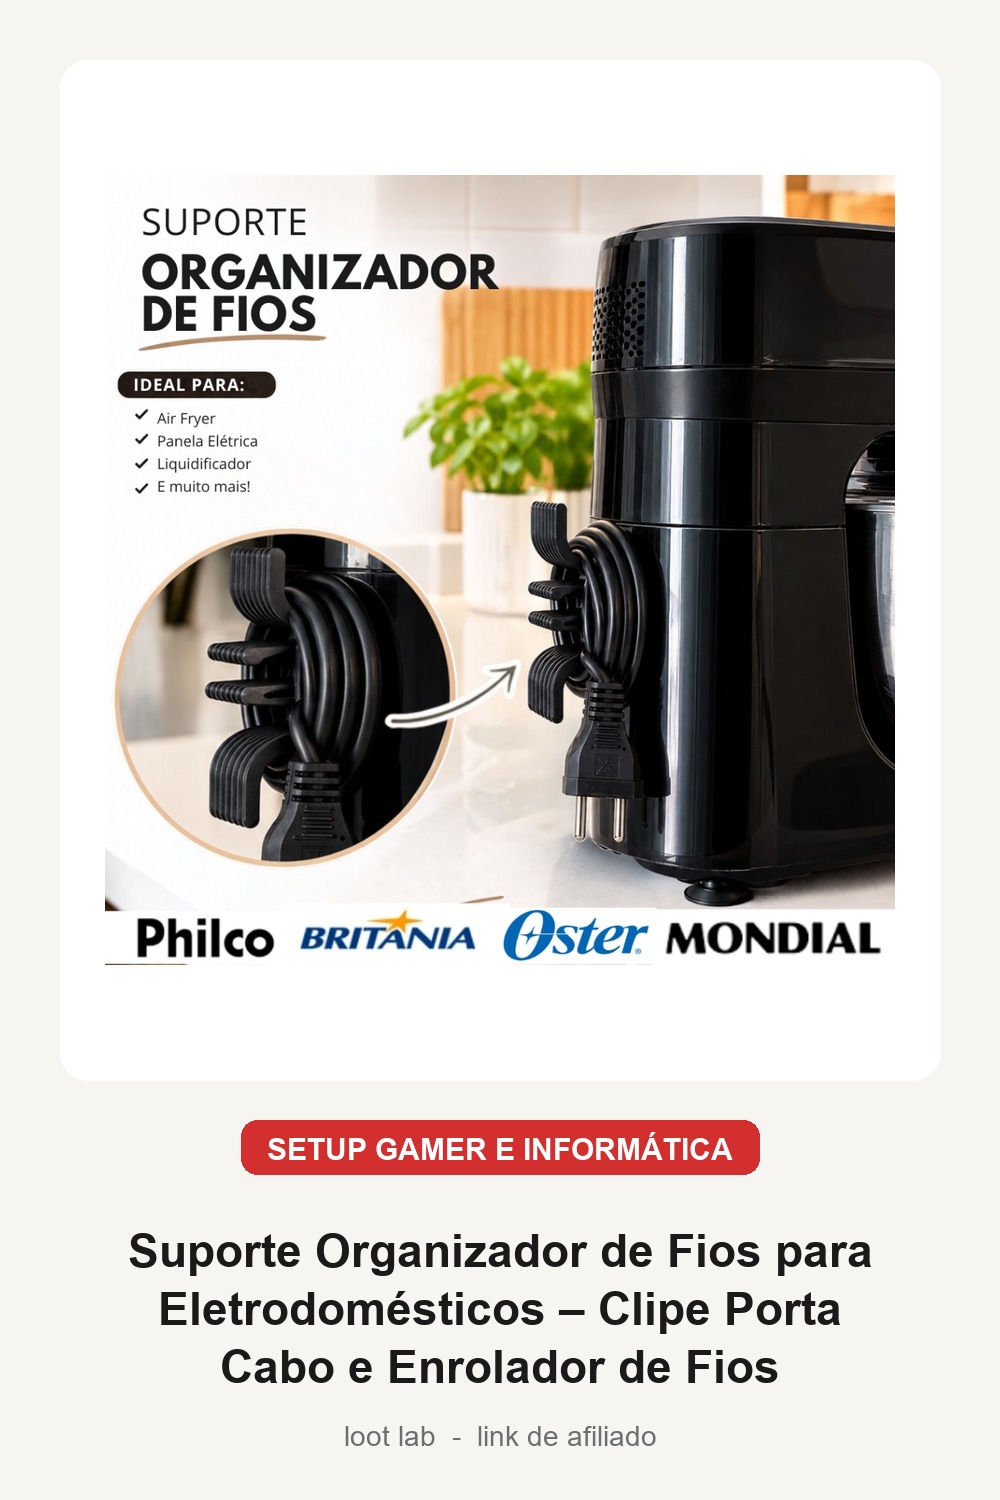 SUPORTE
ORGANIZADOR
DE FIOS
IDEAL PARA:
Air Fryer
Panela Elétrica
Liquidificador
E muito mais!
Philco
BRITÂNIA
Oster
MONDIAL
SETUP GAMER E INFORMÁTICA
Suporte Organizador de Fios para
Eletrodomésticos – Clipe Porta
Cabo e Enrolador de Fios
loot lab - link de afiliado